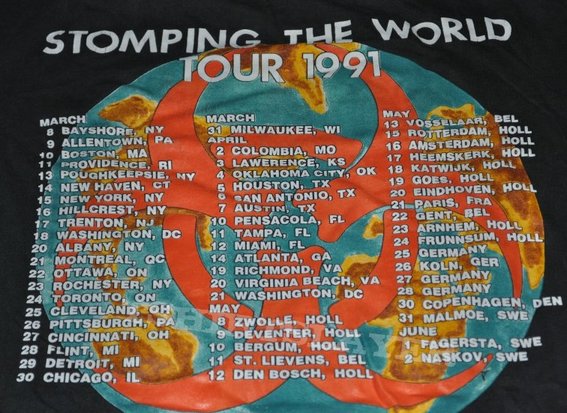 STOMPING THE WORLD
TOUR 1991
MARCH
8 BAYSHORE, NY
9 ALLENTOWN, PA
10 BOSTON, MA
11 PROVIDENCE, RI
13 POUGHKEEPSIE, NY
14 NEW HAVEN, CT
15 NEW YORK, NY
16 HILLCREST, NY
17 TRENTON, NJ
18 WASHINGTON, DC
20 ALBANY, NY
21 MONTREAL, QC
22 OTTAWA, ON
23 ROCHESTER, NY
24 TORONTO, ON
25 CLEVELAND, OH
26 PITTSBURGH, PA
27 CINCINNATI, OH
28 FLINT, MI
29 DETROIT, MI
30 CHICAGO, IL
MARCH
31 MILWAUKEE, WI
APRIL
2 COLOMBIA, MO
3 LAWERENCE, KS
4 OKLAHOMA CITY, OK
5 HOUSTON, TX
6 SAN ANTONIO, TX
7 AUSTIN, TX
10 PENSACOLA, FL
11 TAMPA, FL
12 MIAMI, FL
14 ATLANTA, GA
19 RICHMOND, VA
20 VIRGINIA BEACH, VA
21 WASHINGTON, DC
MAY
8 ZWOLLE, HOLL
9 DEVENTER, HOLL
10 BERGUM, HOLL
11 ST. LIEVENS, BEL
12 DEN BOSCH, HOLL
MAY
13 VOSSELAAR, BEL
15 ROTTERDAM, HOLL
16 AMSTERDAM, HOLL
17 HEEMSKERK, HOLL
18 KATWIJK, HOLL
19 GOES, HOLL
20 EINDHOVEN, HOLL
21 PARIS, FRA
22 GENT, BEL
23 ARNHEM, HOLL
24 FRUNNSUM, HOLL
25 GERMANY
26 KOLN, GER
27 GERMANY
28 GERMANY
30 COPENHAGEN, DEN
31 MALMOE, SWE
JUNE
1 FAGERSTA, SWE
2 NASKOV, SWE